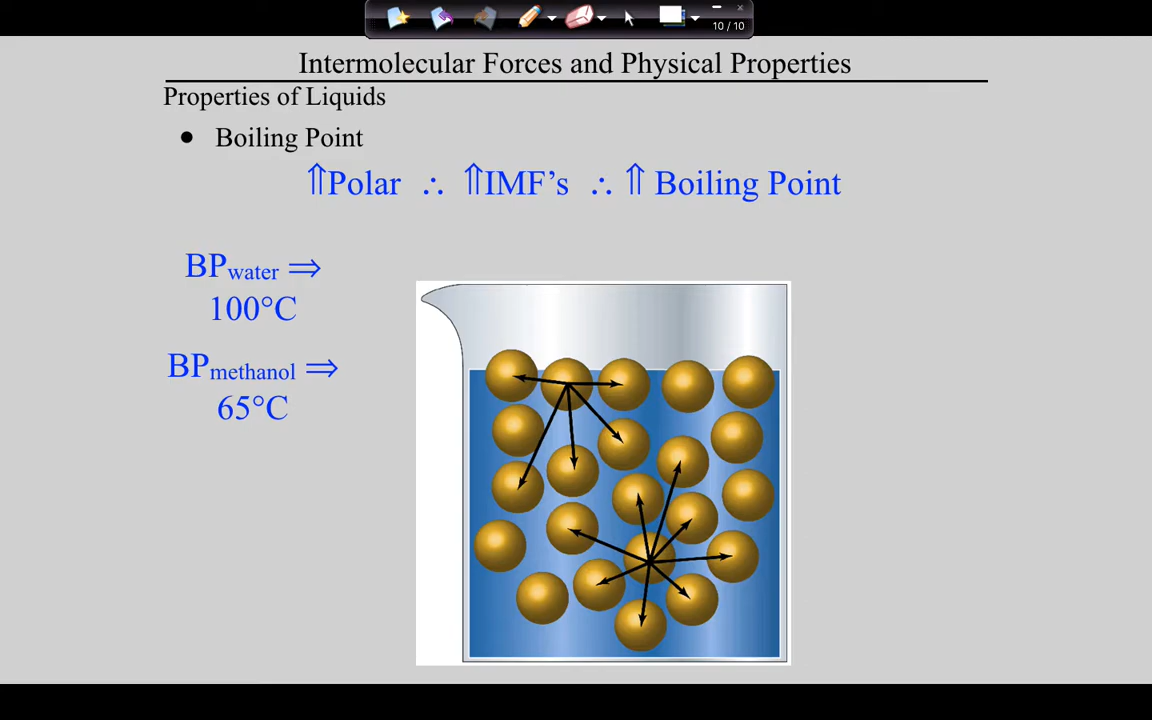 10 / 10
Intermolecular Forces and Physical Properties
Properties of Liquids
● Boiling Point
⇑Polar ∴ ⇑IMF’s ∴ ⇑ Boiling Point
BPwater ⇒
100°C
BPmethanol ⇒
65°C